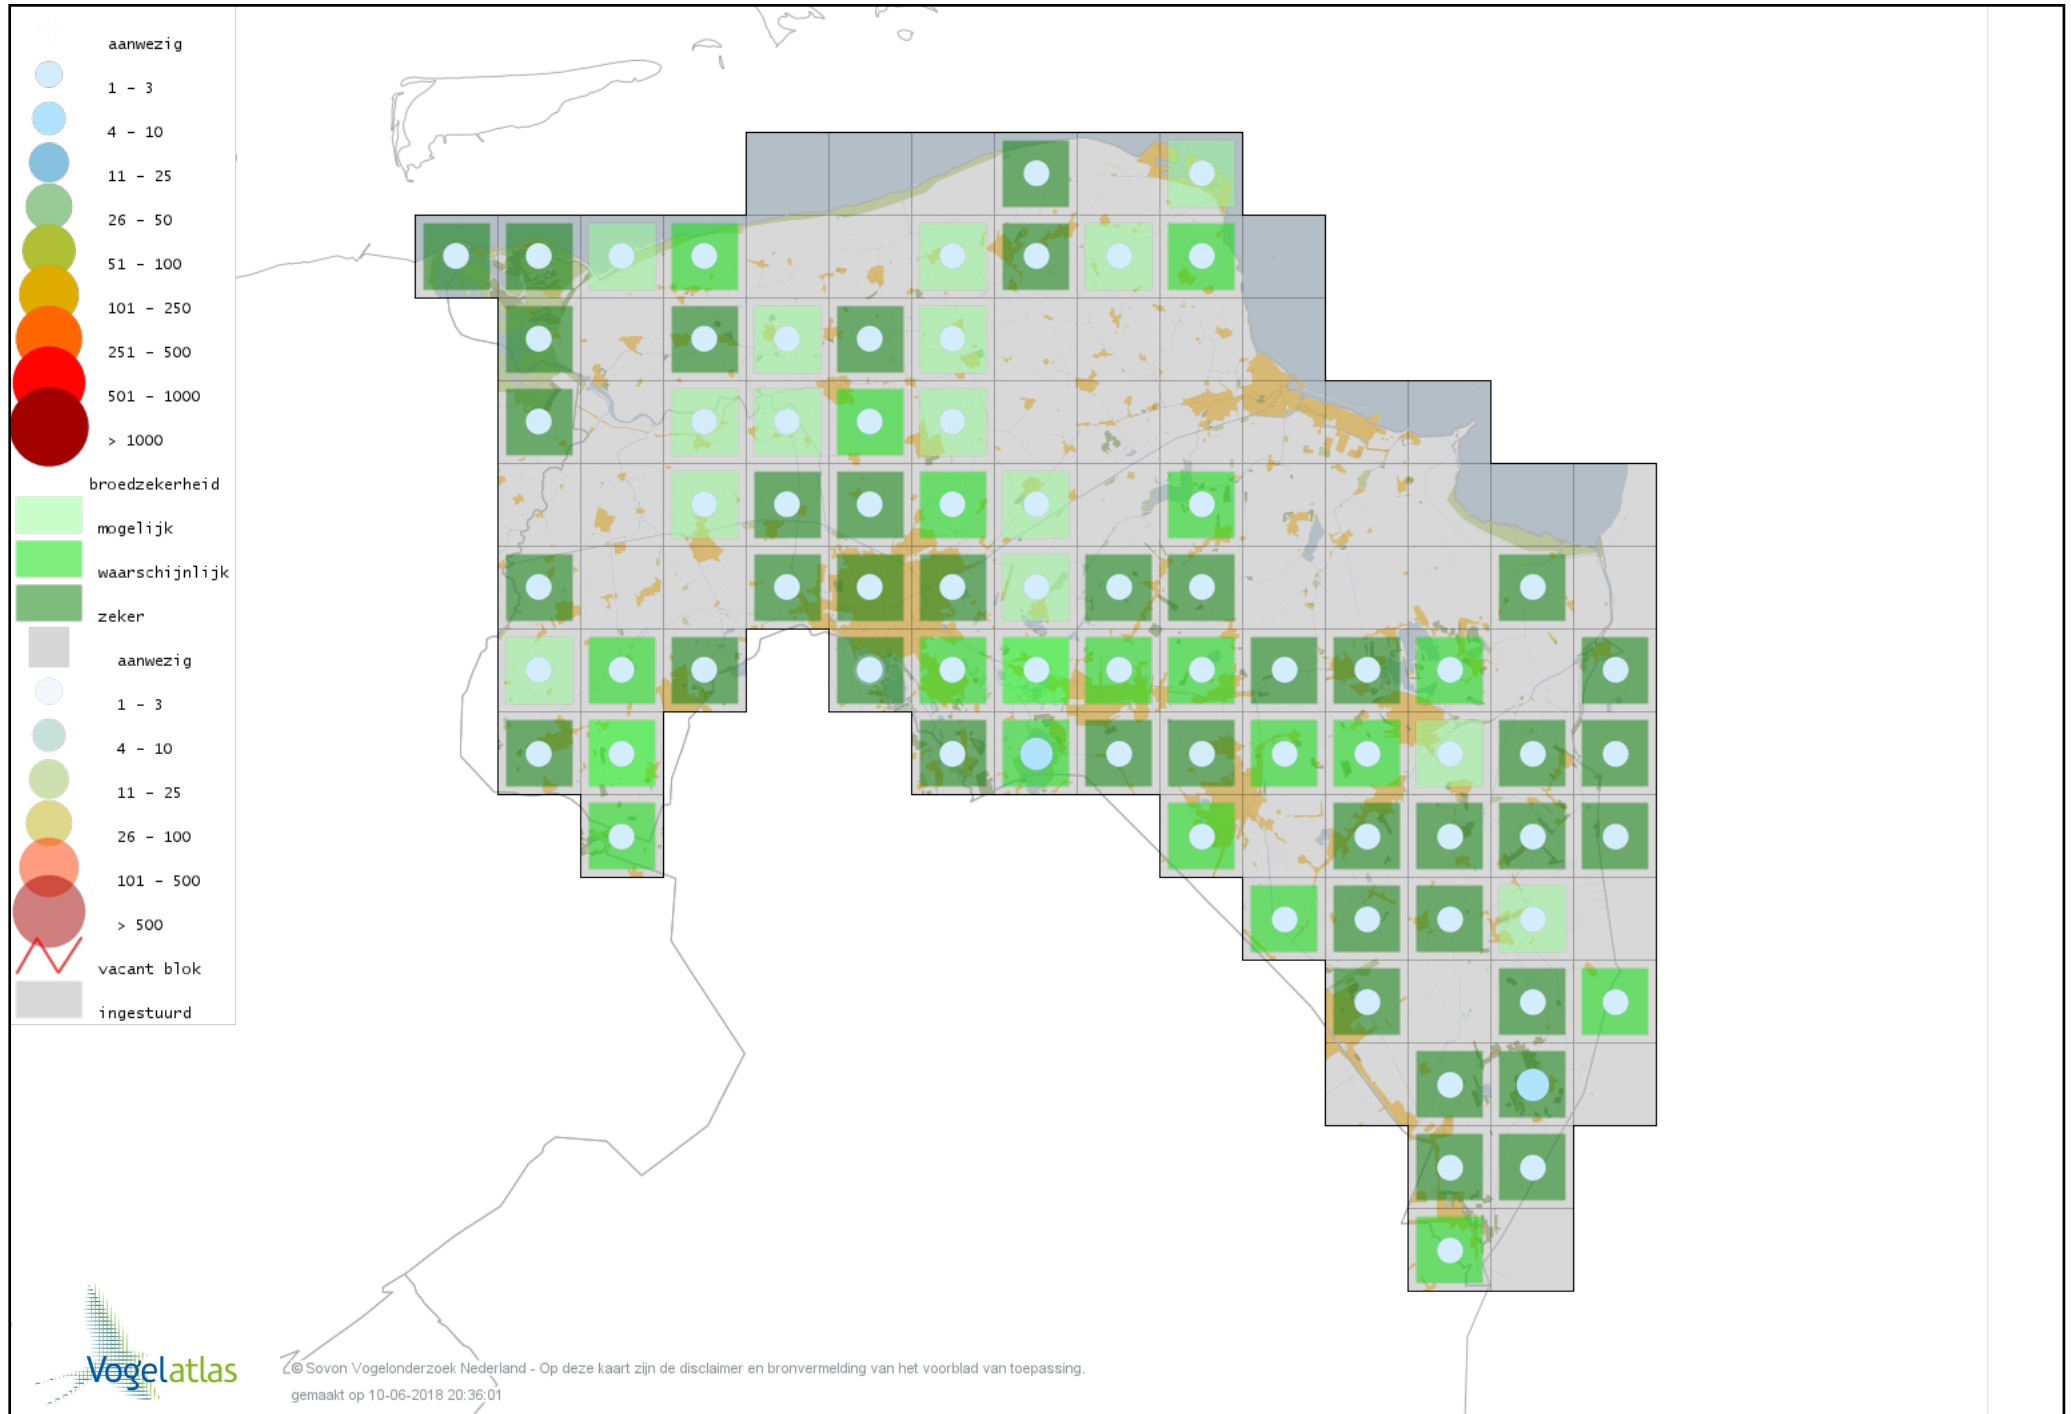 aanwezig
1 - 3
4 - 10
11 - 25
26 - 50
51 - 100
101 - 250
251 - 500
501 - 1000
> 1000
broedzekerheid
mogelijk
waarschijnlijk
zeker
aanwezig
1 - 3
4 - 10
11 - 25
26 - 100
101 - 500
> 500
vacant blok
ingestuurd
Vogelatlas
© Sovon Vogelonderzoek Nederland - Op deze kaart zijn de disclaimer en bronvermelding van het voorblad van toepassing.
gemaakt op 10-06-2018 20:36:01